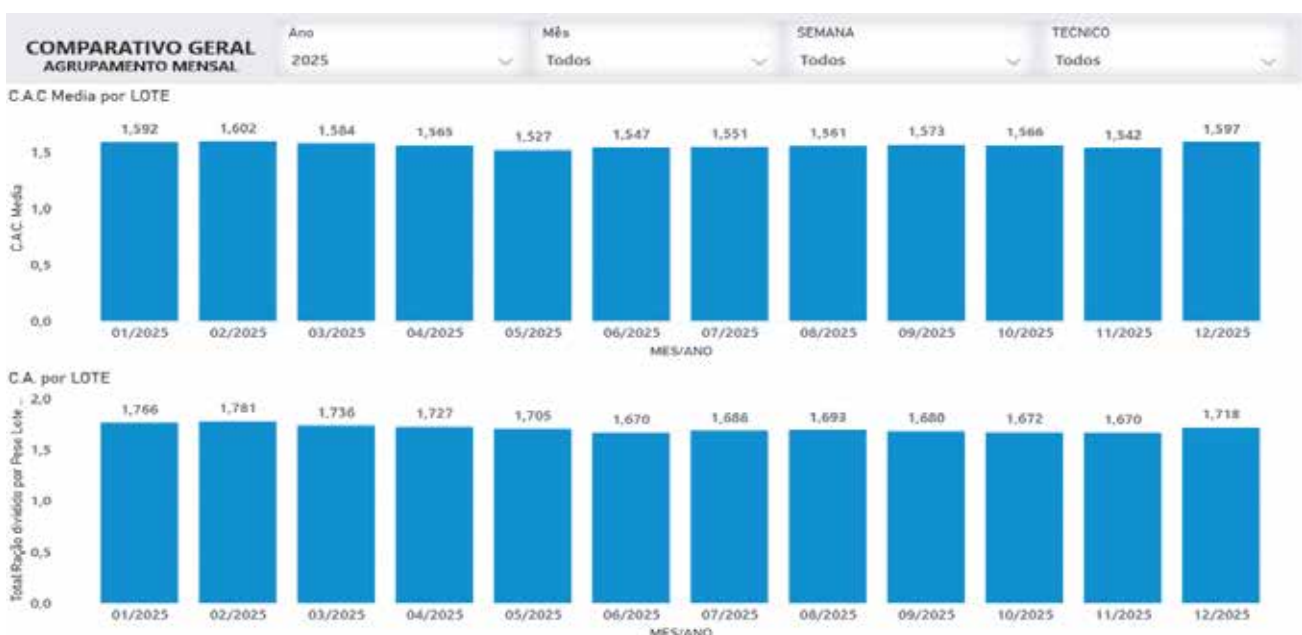 COMPARATIVO GERAL
AGRUPAMENTO MENSAL
Ano
2025
Mês
Todos
SEMANA
Todos
TECNICO
Todos
C.A.C Media por LOTE
C.A.C. Media
1,5
1,0
0,5
0,0
1,592 1,602 1,584 1,565 1,527 1,547 1,551 1,561 1,573 1,566 1,542 1,597
01/2025 02/2025 03/2025 04/2025 05/2025 06/2025 07/2025 08/2025 09/2025 10/2025 11/2025 12/2025
MES/ANO
C.A. por LOTE
Total Ração dividido por Pese Lote ...
2,0
1,5
1,0
0,5
0,0
1,766 1,781 1,736 1,727 1,705 1,670 1,686 1,693 1,680 1,672 1,670 1,718
01/2025 02/2025 03/2025 04/2025 05/2025 06/2025 07/2025 08/2025 09/2025 10/2025 11/2025 12/2025
MES/ANO